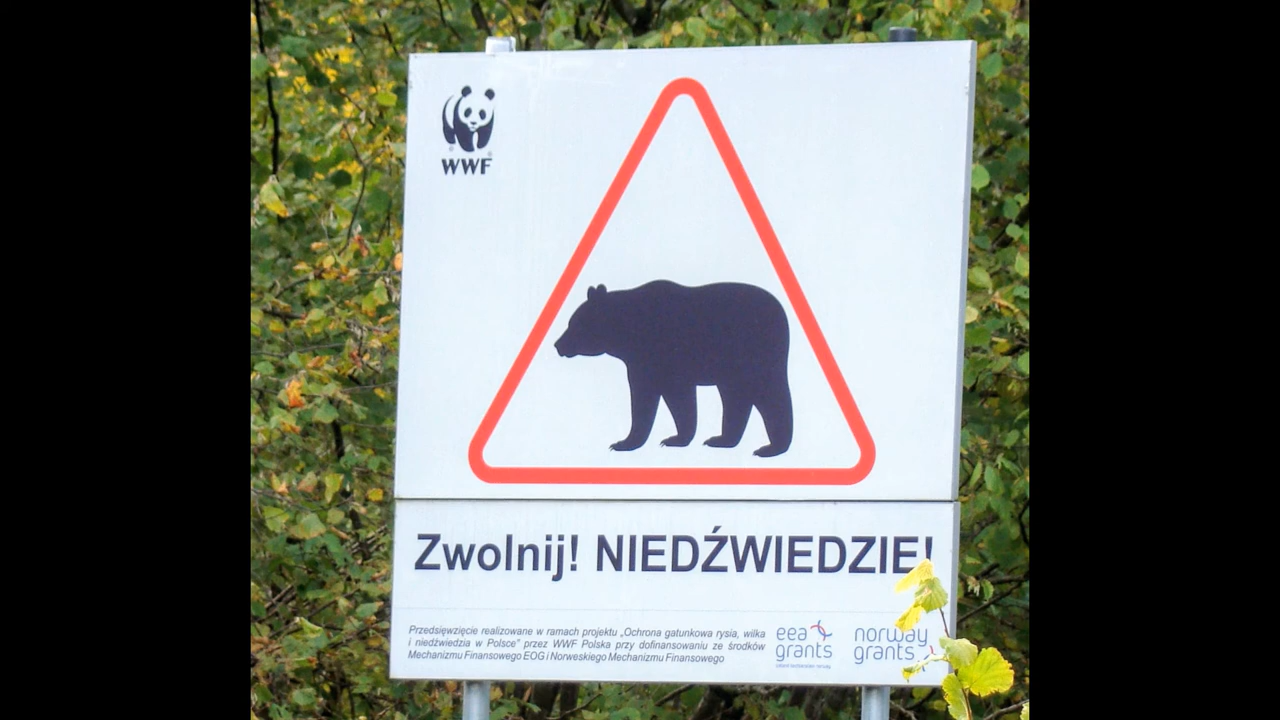 WWF
Zwolnij! NIEDŹWIEDZIE!
Przedsięwzięcie realizowane w ramach projektu „Ochrona gatunkowa rysia, wilka
i niedźwiedzia w Polsce" przez WWF Polska przy dofinansowaniu ze środków
Mechanizmu Finansowego EOG i Norweskiego Mechanizmu Finansowego
eea
grants
norway
grants